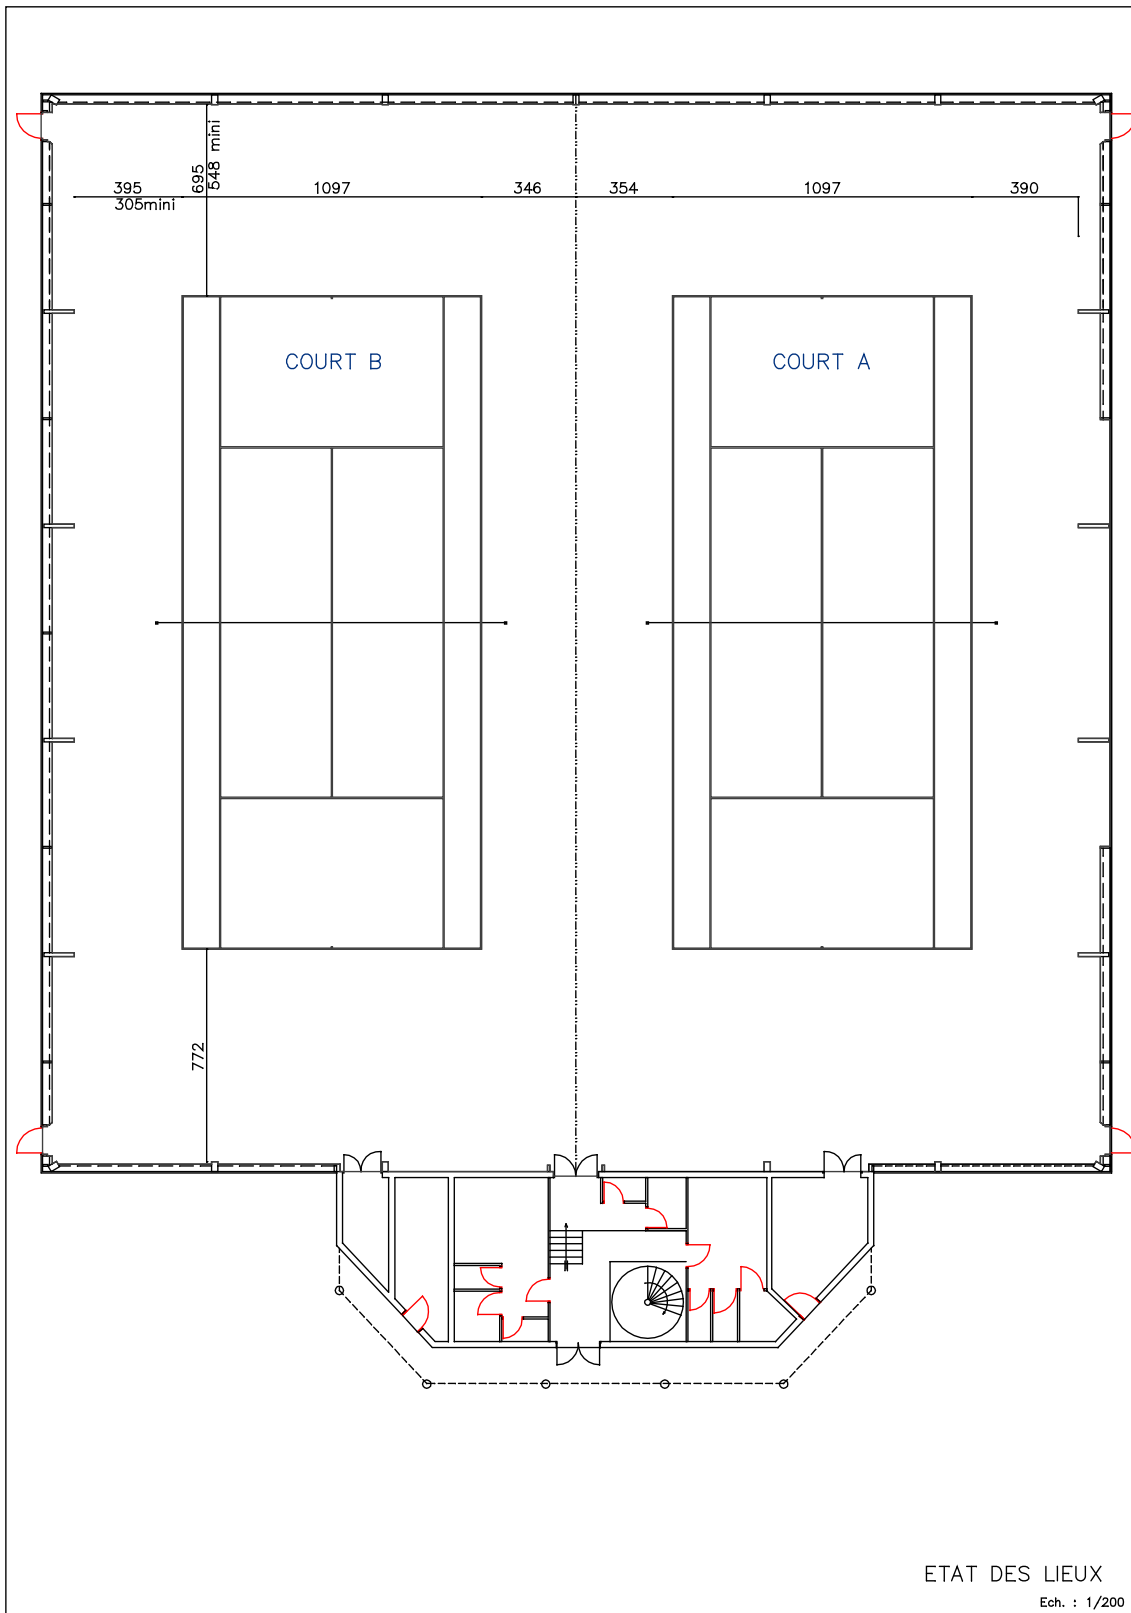 695
548 mini
395
1097
346
354
1097
390
305mini
COURT B
COURT A
772
ETAT DES LIEUX
Ech. : 1/200